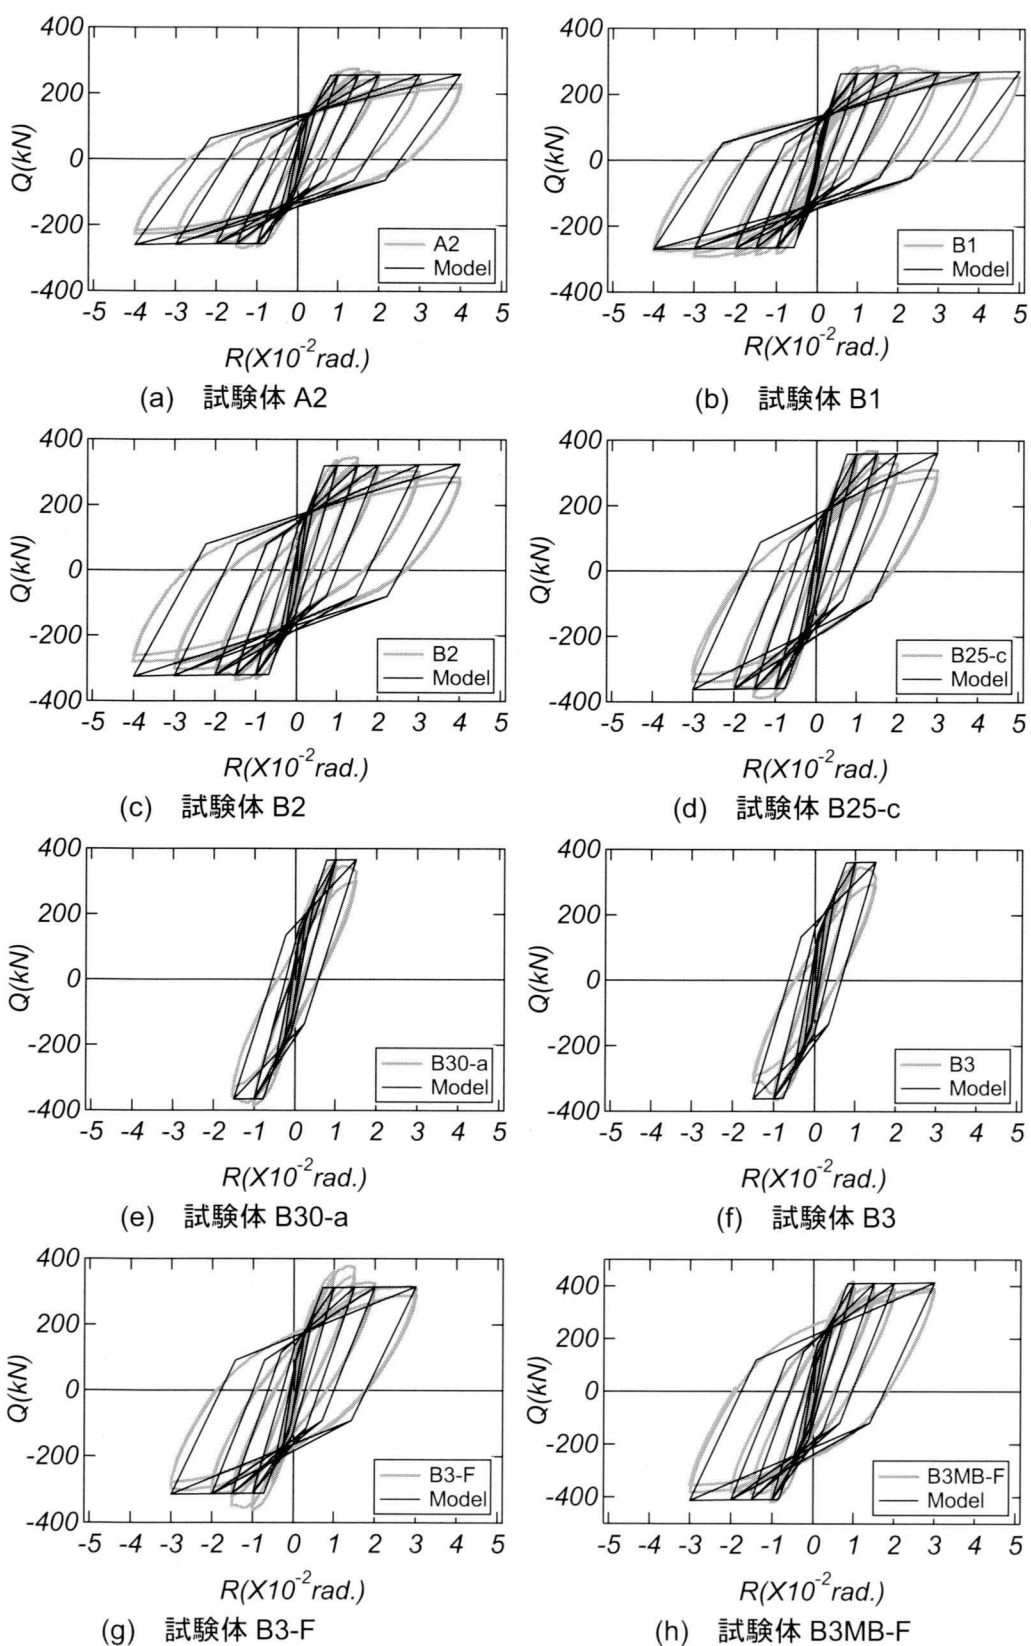 400
200
0
-200
-400
Q(kN)
A2
Model
-5 -4 -3 -2 -1 0 1 2 3 4 5
R(X10⁻²rad.)
(a) 試験体 A2
400
200
0
-200
-400
Q(kN)
B1
Model
-5 -4 -3 -2 -1 0 1 2 3 4 5
R(X10⁻²rad.)
(b) 試験体 B1
400
200
0
-200
-400
Q(kN)
B2
Model
-5 -4 -3 -2 -1 0 1 2 3 4 5
R(X10⁻²rad.)
(c) 試験体 B2
400
200
0
-200
-400
Q(kN)
B25-c
Model
-5 -4 -3 -2 -1 0 1 2 3 4 5
R(X10⁻²rad.)
(d) 試験体 B25-c
400
200
0
-200
-400
Q(kN)
B30-a
Model
-5 -4 -3 -2 -1 0 1 2 3 4 5
R(X10⁻²rad.)
(e) 試験体 B30-a
400
200
0
-200
-400
Q(kN)
B3
Model
-5 -4 -3 -2 -1 0 1 2 3 4 5
R(X10⁻²rad.)
(f) 試験体 B3
400
200
0
-200
-400
Q(kN)
B3-F
Model
-5 -4 -3 -2 -1 0 1 2 3 4 5
R(X10⁻²rad.)
(g) 試験体 B3-F
400
200
0
-200
-400
Q(kN)
B3MB-F
Model
-5 -4 -3 -2 -1 0 1 2 3 4 5
R(X10⁻²rad.)
(h) 試験体 B3MB-F